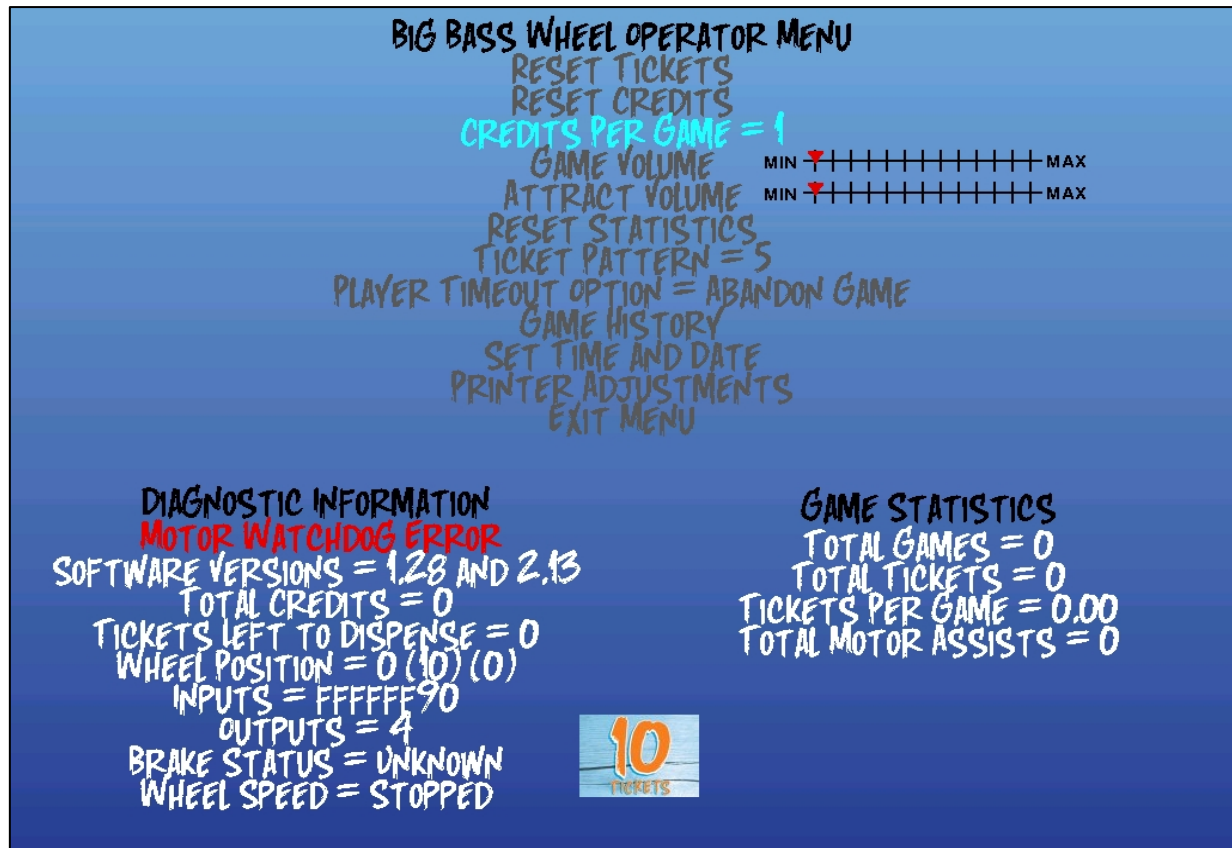 Big Bass Wheel Operator Menu
Reset Tickets
Reset Credits
Credits Per Game = 1
Game Volume MIN MAX
Attract Volume MIN MAX
Reset Statistics
Ticket Pattern = 5
Player Timeout Option = Abandon Game
Game History
Set Time and Date
Printer Adjustments
Exit Menu
Diagnostic Information
Motor Watchdog Error
Software Versions = 1.28 and 2.13
Total Credits = 0
Tickets Left to Dispense = 0
Wheel Position = 0 (10) (0)
Inputs = FFFFFF90
Outputs = 4
Brake Status = Unknown
Wheel Speed = Stopped
Game Statistics
Total Games = 0
Total Tickets = 0
Tickets Per Game = 0.00
Total Motor Assists = 0
10
TICKETS